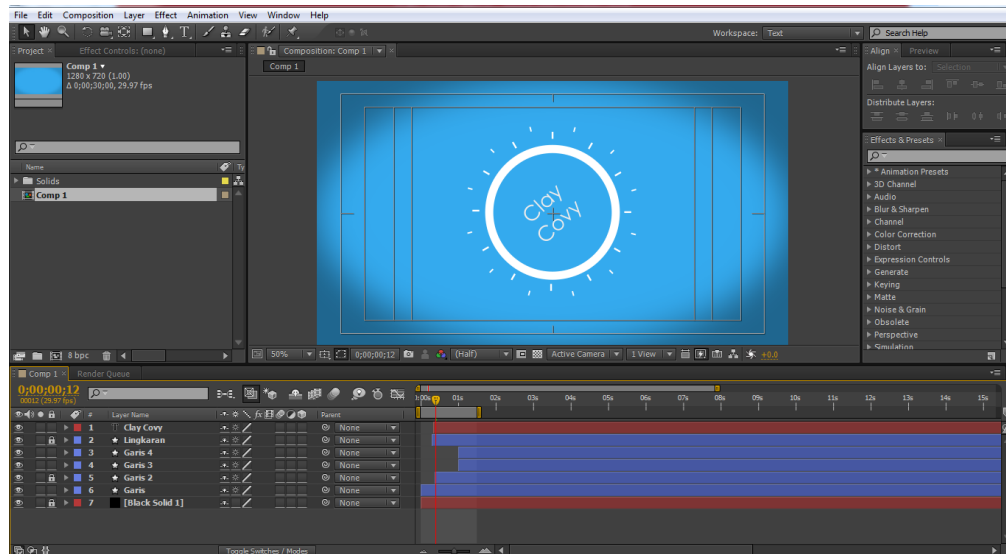 File Edit Composition Layer Effect Animation View Window Help
Workspace: Text
Search Help
Project
Effect Controls: (none)
Composition: Comp 1
Align
Preview
Comp 1
1280 x 720 (1.00)
Δ 0;00;30;00, 29.97 fps
Comp 1
Align Layers to: Selection
Distribute Layers:
Clay
Covy
Effects & Presets
* Animation Presets
3D Channel
Audio
Blur & Sharpen
Channel
Color Correction
Distort
Expression Controls
Generate
Keying
Matte
Noise & Grain
Obsolete
Perspective
Simulation
Name
Ty
Solids
Comp 1
8 bpc
50%
0;00;00;12
(Half)
Active Camera
1 View
+0.0
Comp 1
Render Queue
0;00;00;12
00012 (29.97 fps)
01s 02s 03s 04s 05s 06s 07s 08s 09s 10s 11s 12s 13s 14s 15s
# Layer Name
Parent
1 Clay Covy None
2 Lingkaran None
3 Garis 4 None
4 Garis 3 None
5 Garis 2 None
6 Garis None
7 [Black Solid 1] None
Toggle Switches / Modes